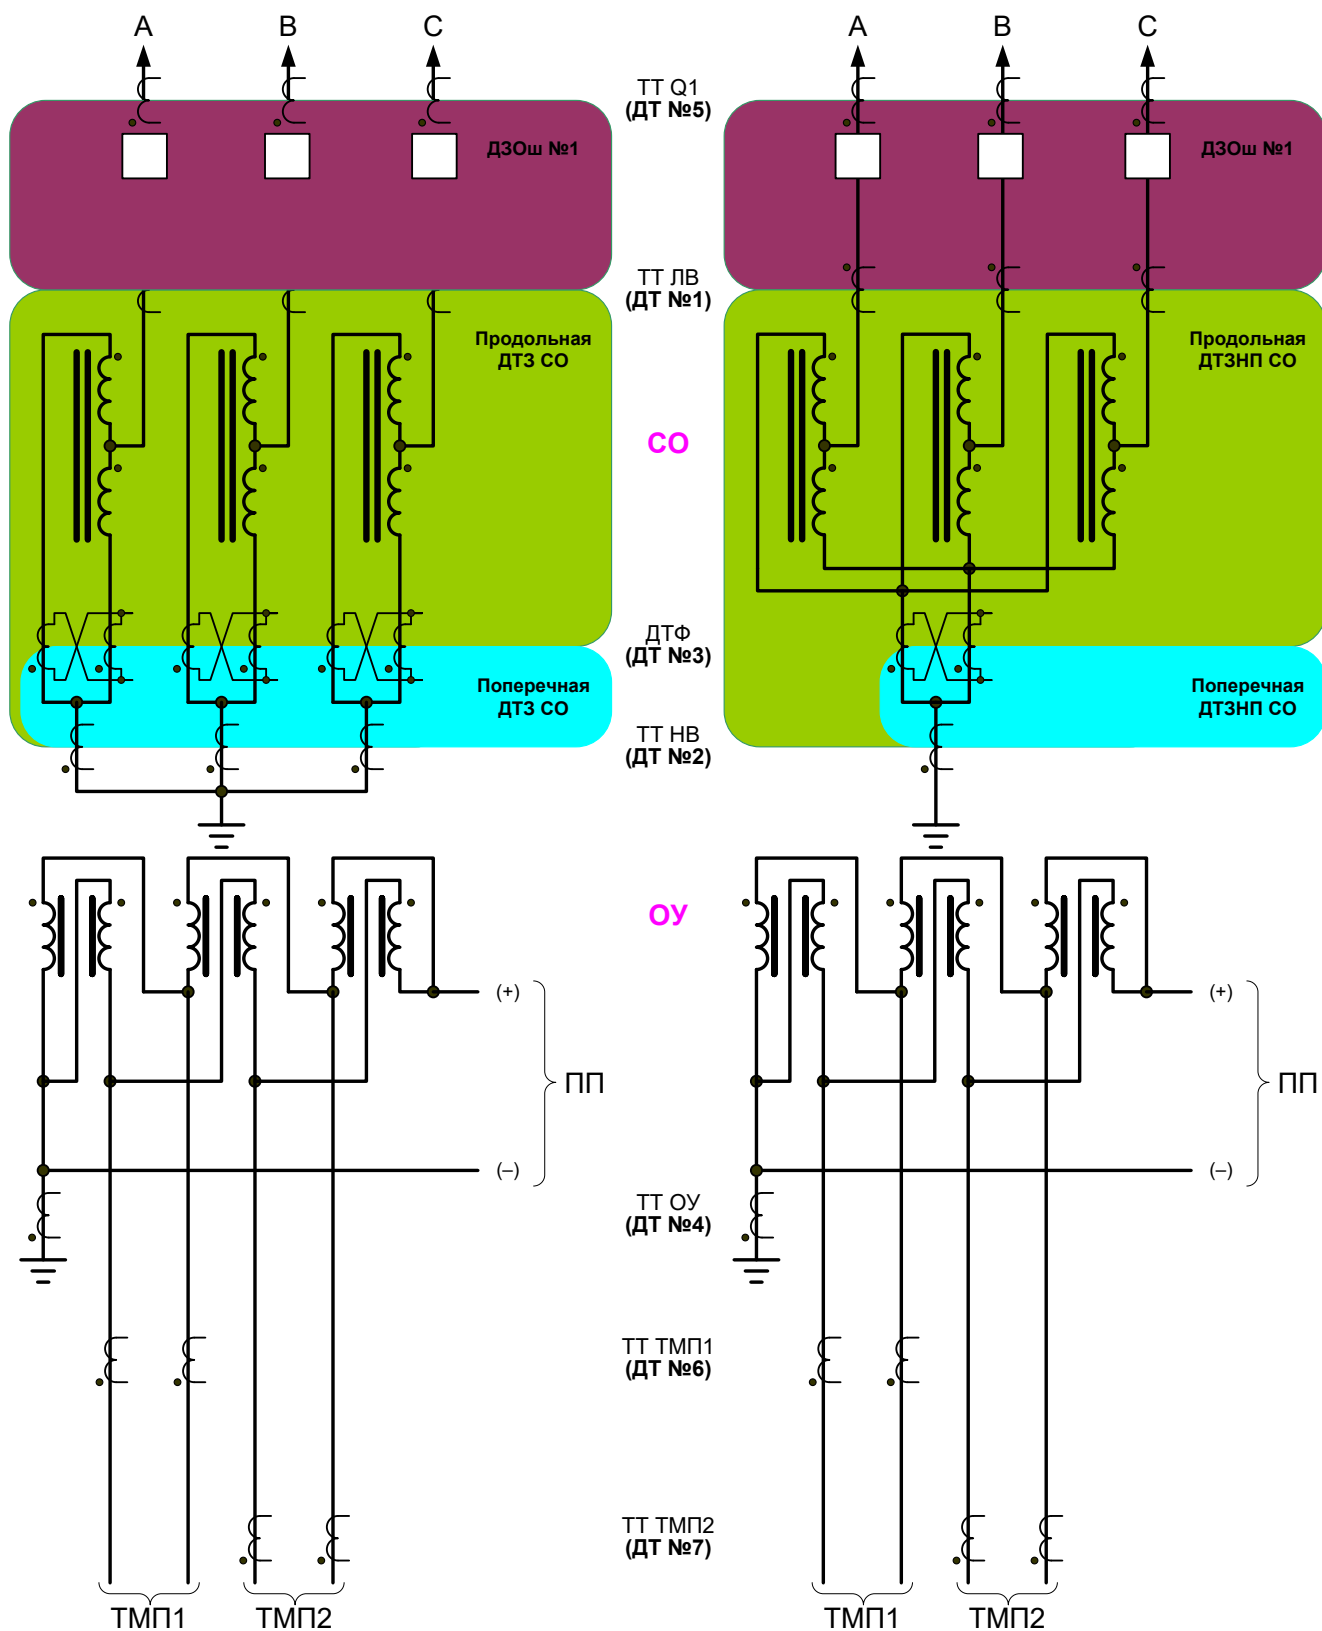 A B C
A B C
ТТ Q1
(ДТ №5)
ДЗОш №1
ДЗОш №1
ТТ ЛВ
(ДТ №1)
Продольная
ДТЗ СО
Продольная
ДТЗНП СО
СО
ДТФ
(ДТ №3)
Поперечная
ДТЗ СО
Поперечная
ДТЗНП СО
ТТ НВ
(ДТ №2)
ОУ
(+)
(+)
ПП
ПП
(–)
(–)
ТТ ОУ
(ДТ №4)
ТТ ТМП1
(ДТ №6)
ТТ ТМП2
(ДТ №7)
ТМП1 ТМП2
ТМП1 ТМП2